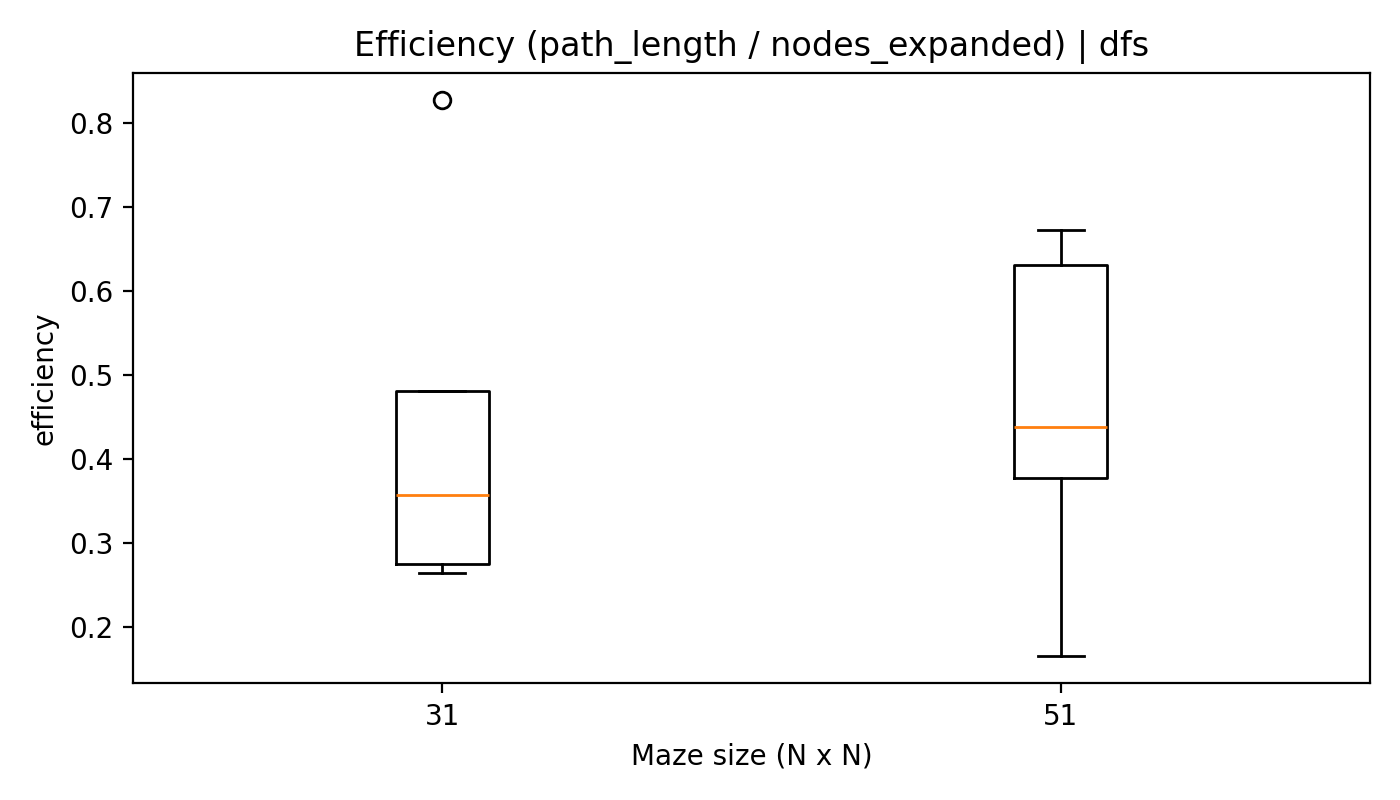 Efficiency (path_length / nodes_expanded) | dfs
0.8
0.7
0.6
0.5
0.4
0.3
0.2
efficiency
31 51
Maze size (N x N)